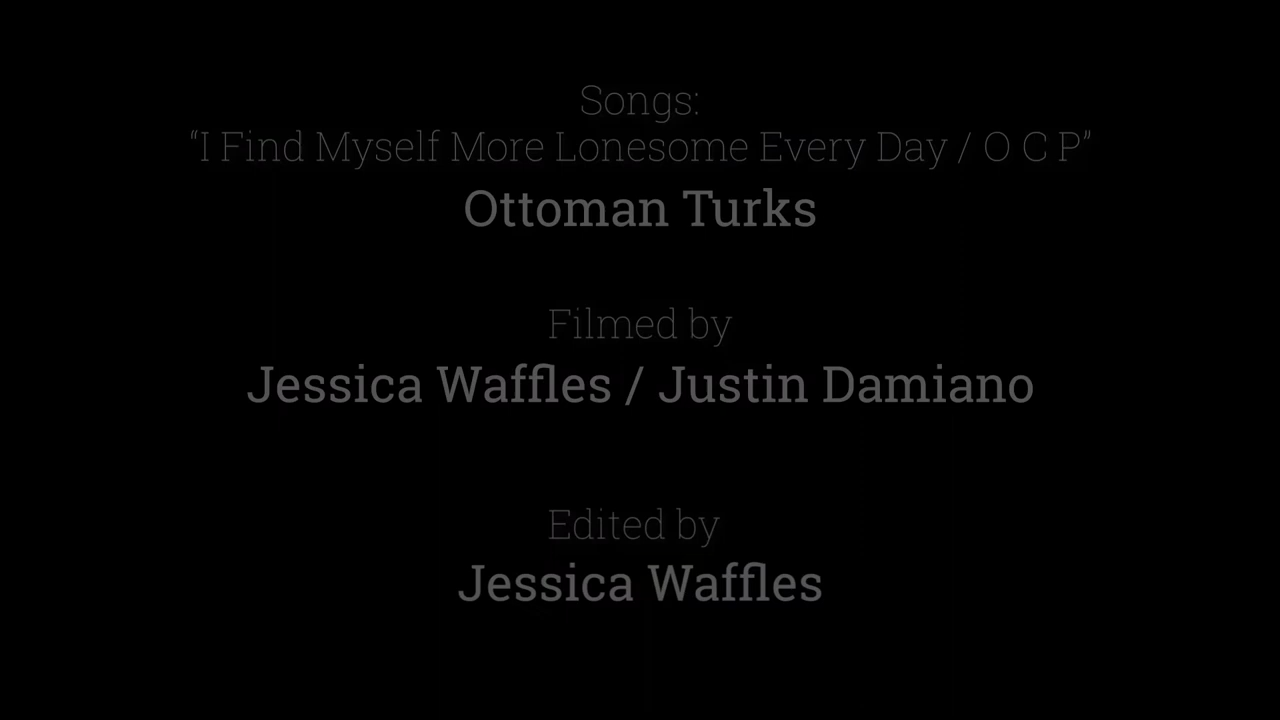 Songs:
“I Find Myself More Lonesome Every Day / O C P”
Ottoman Turks
Filmed by
Jessica Waffles / Justin Damiano
Edited by
Jessica Waffles